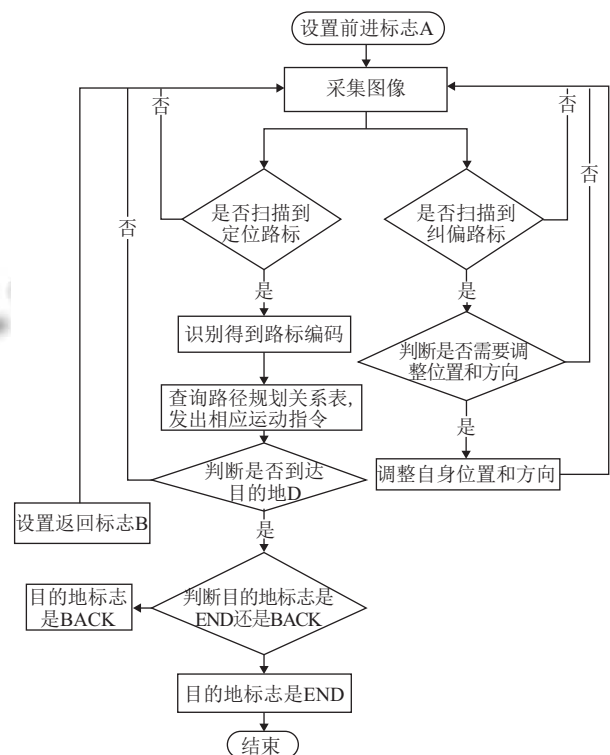 设置前进标志A
采集图像
否
否
是否扫描到
定位路标
是否扫描到
纠偏路标
否
否
是
是
识别得到路标编码
判断是否需要调
整位置和方向
查询路径规划关系表,
发出相应运动指令
是
判断是否到达
目的地D
调整自身位置和方向
设置返回标志B
是
目的地标志
是BACK
判断目的地标志是
END还是BACK
目的地标志是END
结束